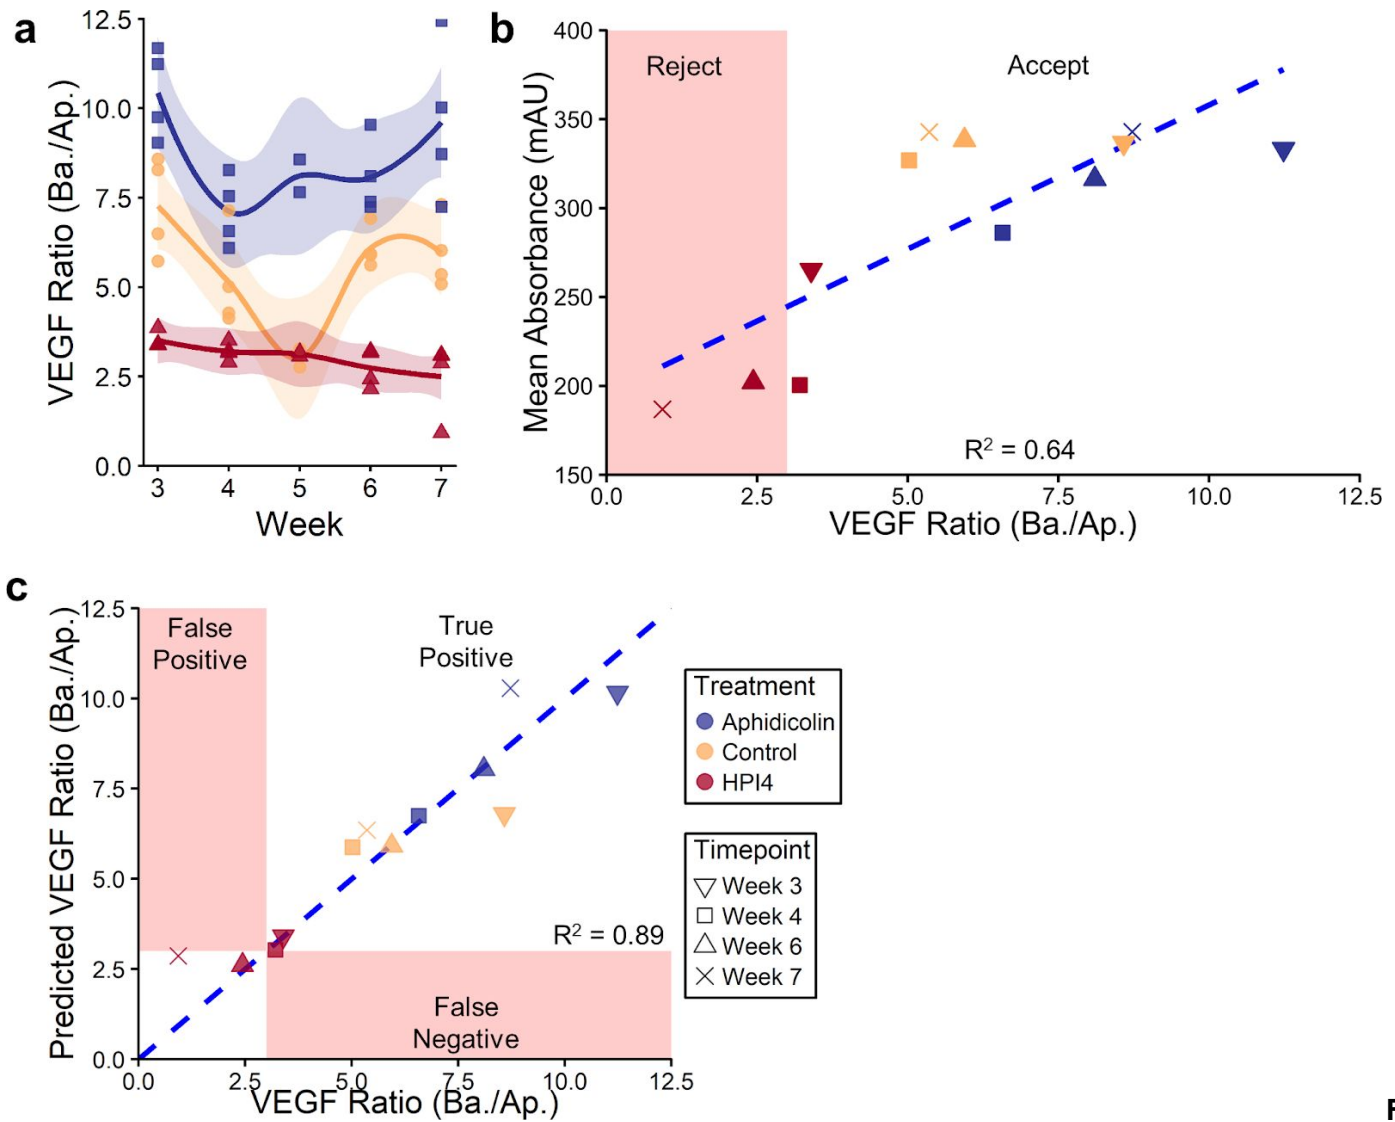 a
VEGF Ratio (Ba./Ap.)
12.5
10.0
7.5
5.0
2.5
0.0
3 4 5 6 7
Week
b
Mean Absorbance (mAU)
400
350
300
250
200
150
Reject
Accept
R² = 0.64
0.0 2.5 5.0 7.5 10.0 12.5
VEGF Ratio (Ba./Ap.)
c
Predicted VEGF Ratio (Ba./Ap.)
12.5
10.0
7.5
5.0
2.5
0.0
False
Positive
True
Positive
R² = 0.89
False
Negative
0.0 2.5 5.0 7.5 10.0 12.5
VEGF Ratio (Ba./Ap.)
Treatment
Aphidicolin
Control
HPI4
Timepoint
Week 3
Week 4
Week 6
Week 7